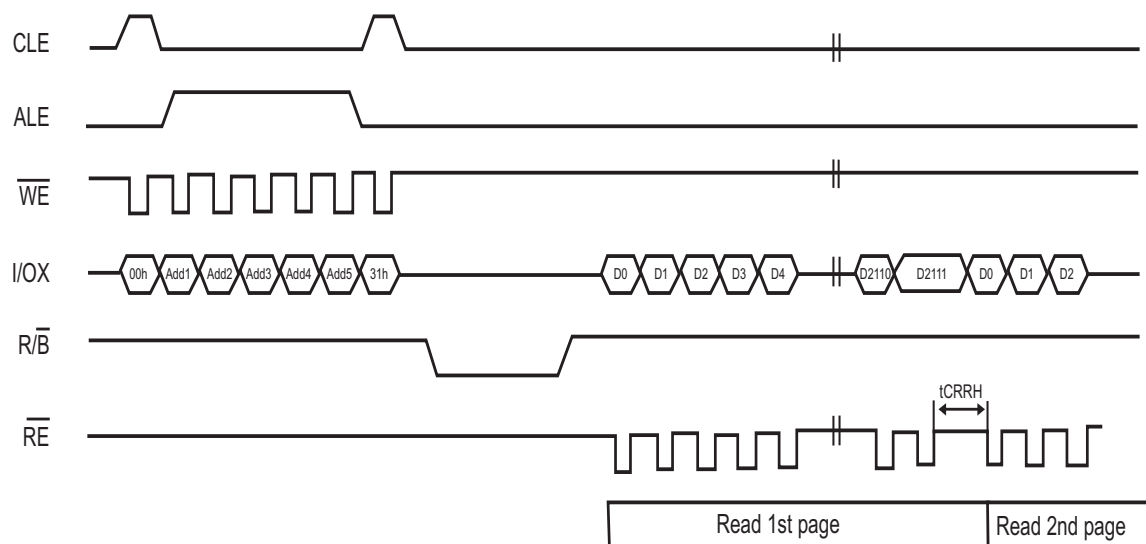 CLE
ALE
WE
I/OX 00h Add1 Add2 Add3 Add4 Add5 31h D0 D1 D2 D3 D4 D2110 D2111 D0 D1 D2
R/B
tCRRH
RE
Read 1st page Read 2nd page